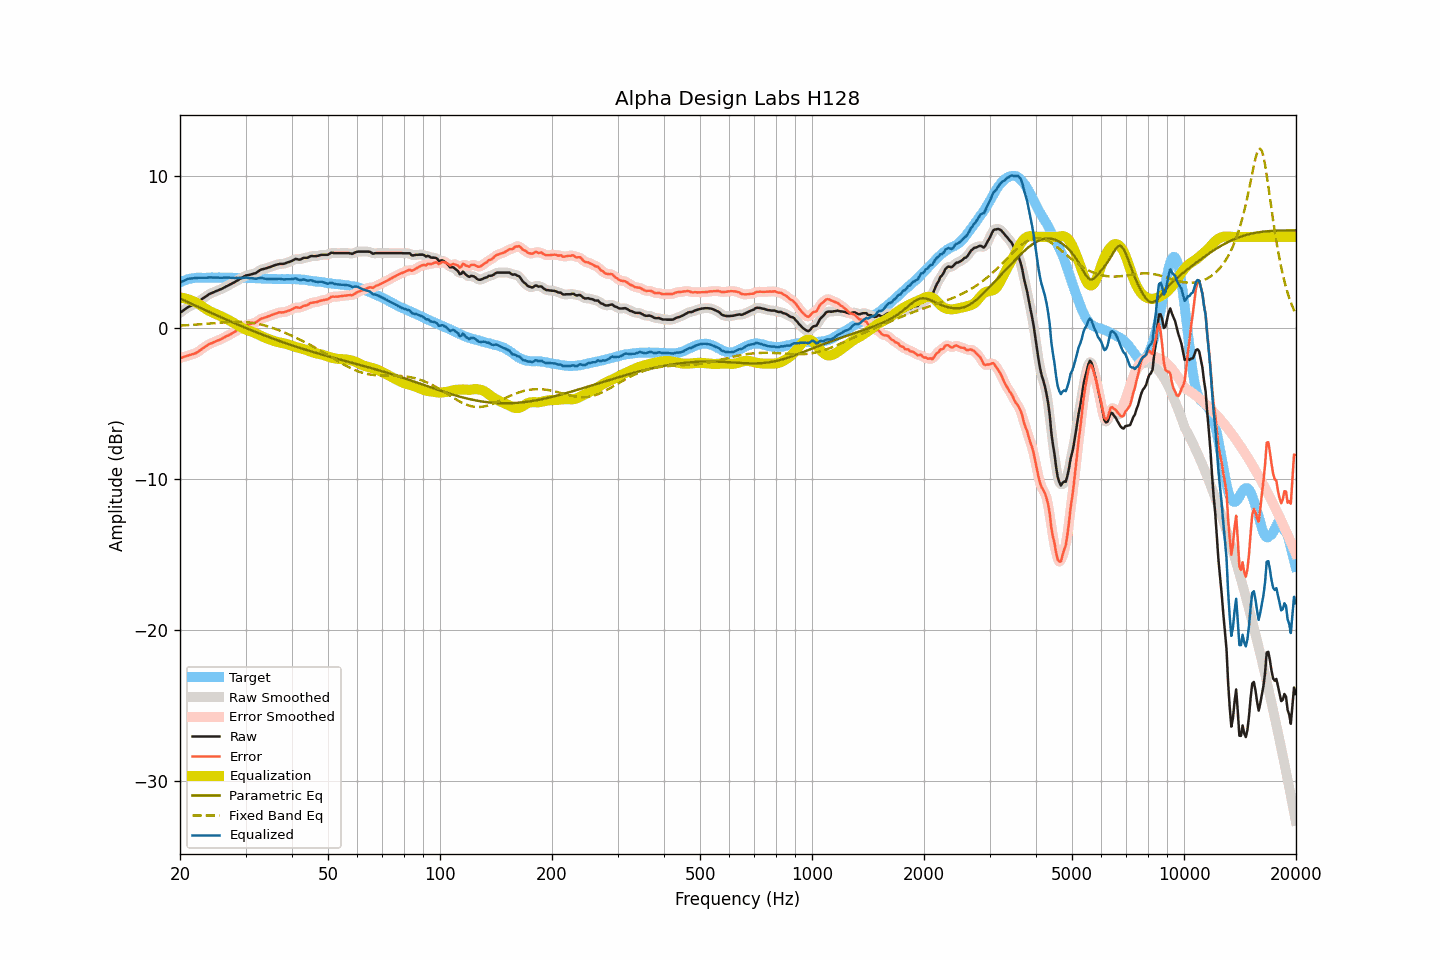 Alpha Design Labs H128
10
0
−10
−20
−30
Amplitude (dBr)
Target
Raw Smoothed
Error Smoothed
Raw
Error
Equalization
Parametric Eq
Fixed Band Eq
Equalized
20 50 100 200 500 1000 2000 5000 10000 20000
Frequency (Hz)